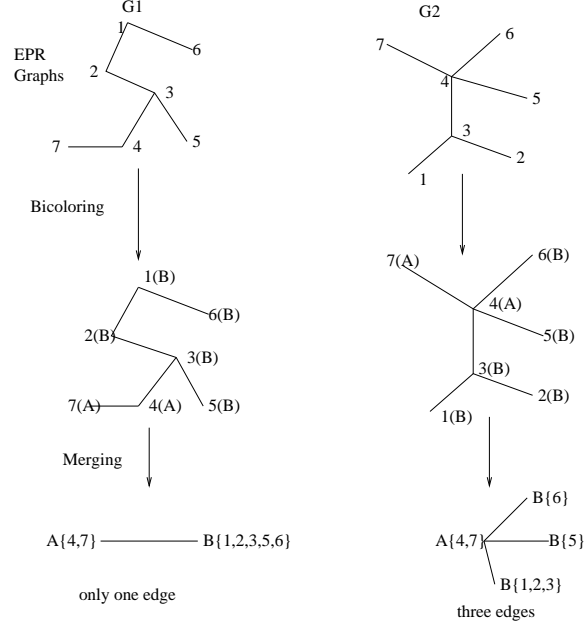 G1
G2
EPR
Graphs
1
6
2
3
7
4
5
7
6
4
5
3
2
1
Bicoloring
1(B)
6(B)
2(B)
3(B)
7(A)
4(A)
5(B)
7(A)
6(B)
4(A)
5(B)
3(B)
2(B)
1(B)
Merging
A{4,7}
B{1,2,3,5,6}
only one edge
B{6}
A{4,7}
B{5}
B{1,2,3}
three edges